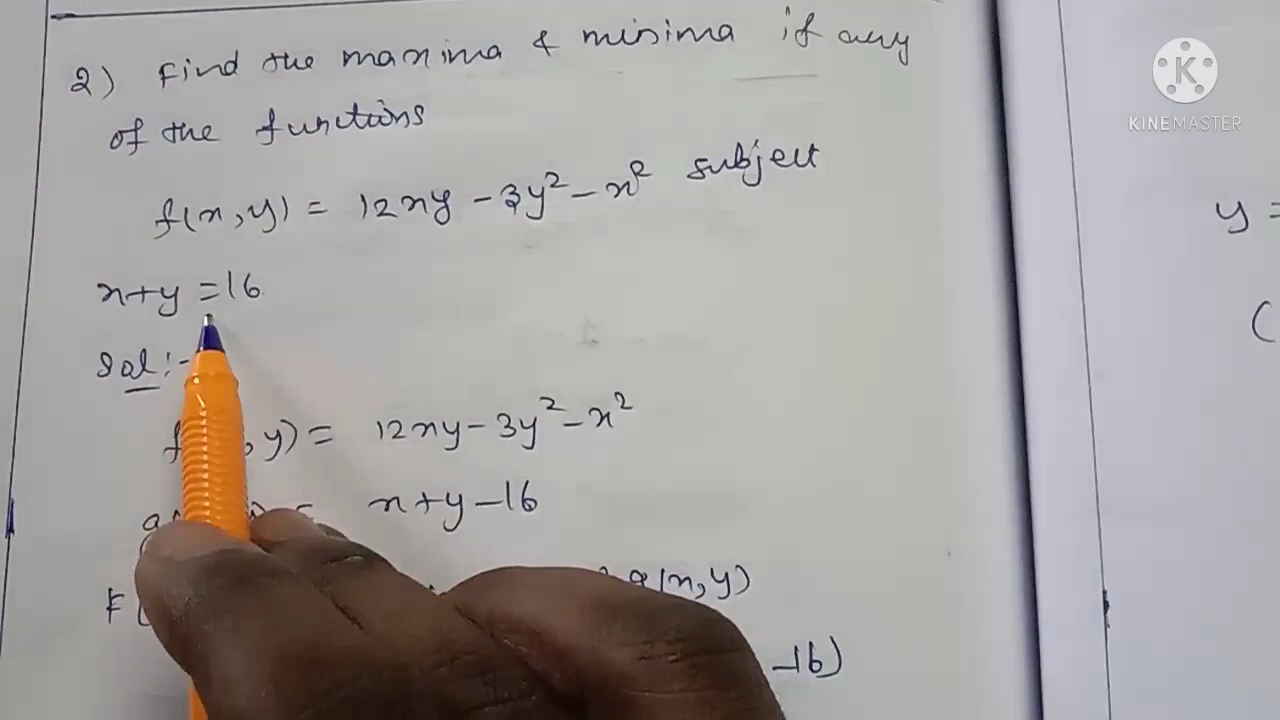 2) Find the maxima & minima if any
of the functions
f(x,y) = 12xy - 3y² - x² subject
x+y = 16
Sol:-
y) = 12xy - 3y² - x²
= x+y-16
F g(x,y)
-16)
y =
(
KINEMASTER